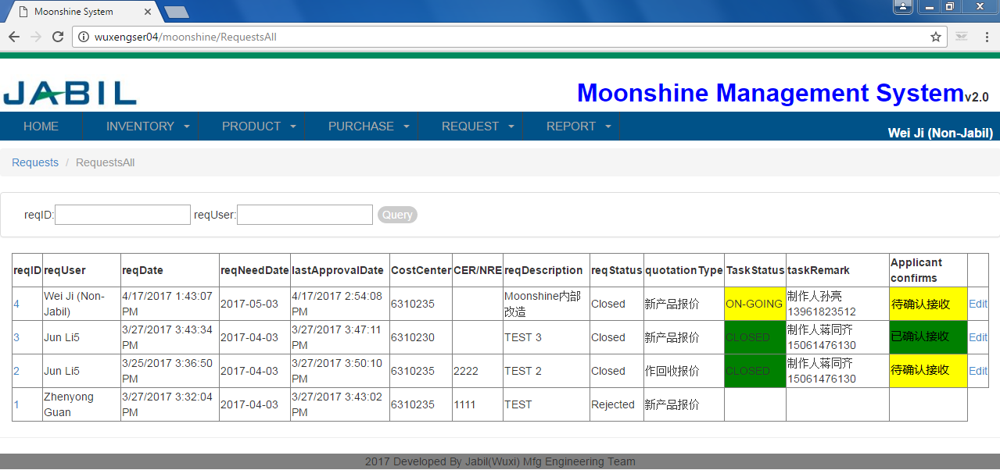 Moonshine System
wuxengser04/moonshine/RequestsAll
JABIL
Moonshine Management System v2.0
HOME INVENTORY PRODUCT PURCHASE REQUEST REPORT
Wei Ji (Non-Jabil)
Requests / RequestsAll
reqID: reqUser: Query
reqID reqUser reqDate reqNeedDate lastApprovalDate CostCenter CER/NRE reqDescription reqStatus quotationType TaskStatus taskRemark Applicant confirms
4 Wei Ji (Non-Jabil) 4/17/2017 1:43:07 PM 2017-05-03 4/17/2017 2:54:08 PM 6310235 Moonshine内部改造 Closed 新产品报价 ON-GOING 制作人孙亮 13961823512 待确认接收 Edit
3 Jun Li5 3/27/2017 3:43:34 PM 2017-04-03 3/27/2017 3:47:11 PM 6310230 TEST 3 Closed 新产品报价 CLOSED 制作人蒋同齐 15061476130 已确认接收 Edit
2 Jun Li5 3/25/2017 3:36:50 PM 2017-04-03 3/27/2017 3:50:10 PM 6310235 2222 TEST 2 Closed 作回收报价 CLOSED 制作人蒋同齐 15061476130 待确认接收 Edit
1 Zhenyong Guan 3/27/2017 3:32:04 PM 2017-04-03 3/27/2017 3:43:02 PM 6310235 1111 TEST Rejected 新产品报价
2017 Developed By Jabil(Wuxi) Mfg Engineering Team